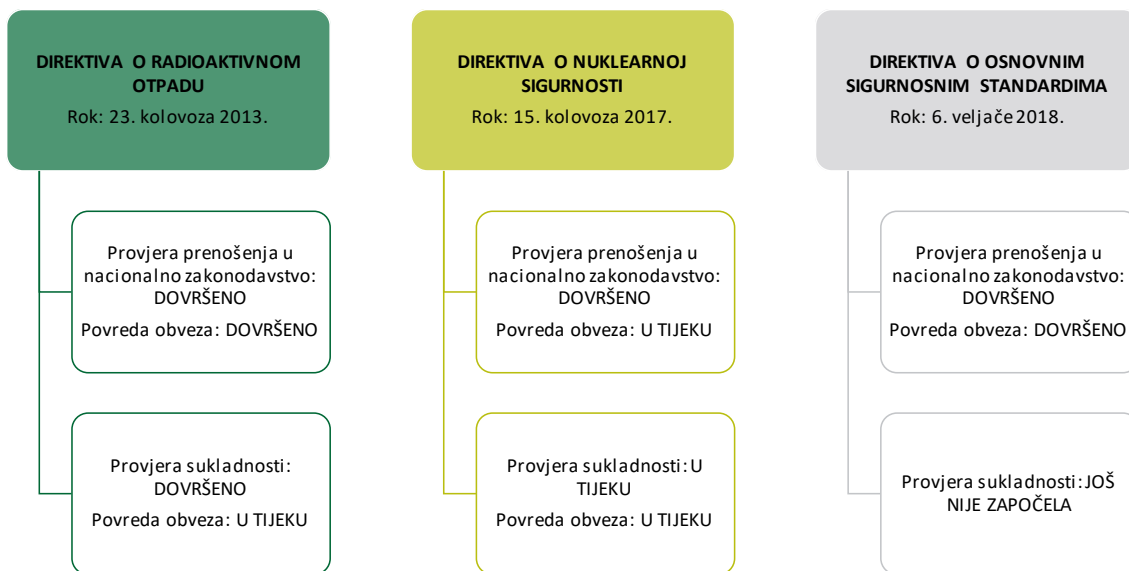 DIREKTIVA O RADIOAKTIVNOM
OTPADU
Rok: 23. kolovoza 2013.
Provjera prenošenja u
nacionalno zakonodavstvo:
DOVRŠENO
Povreda obveza: DOVRŠENO
Provjera sukladnosti:
DOVRŠENO
Povreda obveza: U TIJEKU
DIREKTIVA O NUKLEARNOJ
SIGURNOSTI
Rok: 15. kolovoza 2017.
Provjera prenošenja u
nacionalno zakonodavstvo:
DOVRŠENO
Povreda obveza: U TIJEKU
Provjera sukladnosti: U
TIJEKU
Povreda obveza: U TIJEKU
DIREKTIVA O OSNOVNIM
SIGURNOSNIM STANDARDIMA
Rok: 6. veljače 2018.
Provjera prenošenja u
nacionalno zakonodavstvo:
DOVRŠENO
Povreda obveza: DOVRŠENO
Provjera sukladnosti: JOŠ
NIJE ZAPOČELA